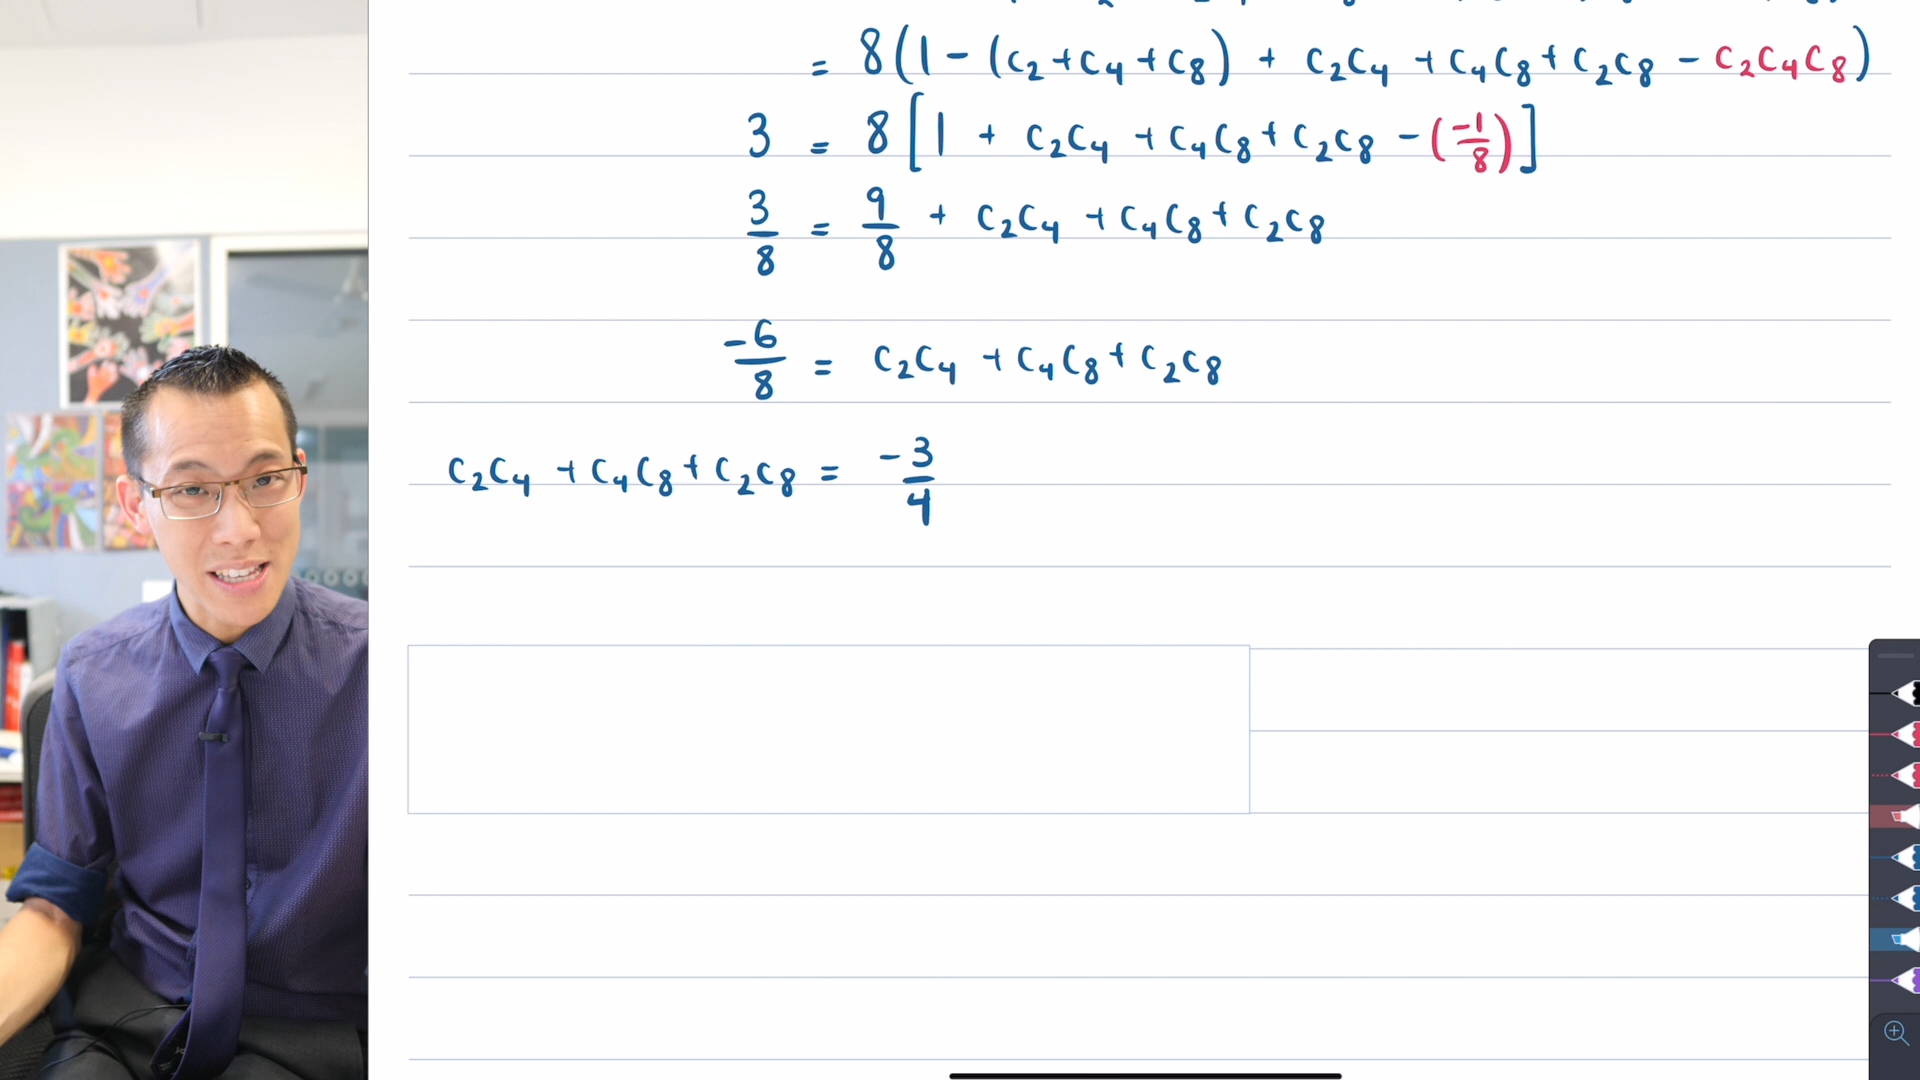 = 8(1 - (c₂ + c₄ + c₈) + c₂c₄ + c₄c₈ + c₂c₈ - c₂c₄c₈)
3 = 8[1 + c₂c₄ + c₄c₈ + c₂c₈ - (-1/8)]
3/8 = 9/8 + c₂c₄ + c₄c₈ + c₂c₈
-6/8 = c₂c₄ + c₄c₈ + c₂c₈
c₂c₄ + c₄c₈ + c₂c₈ = -3/4